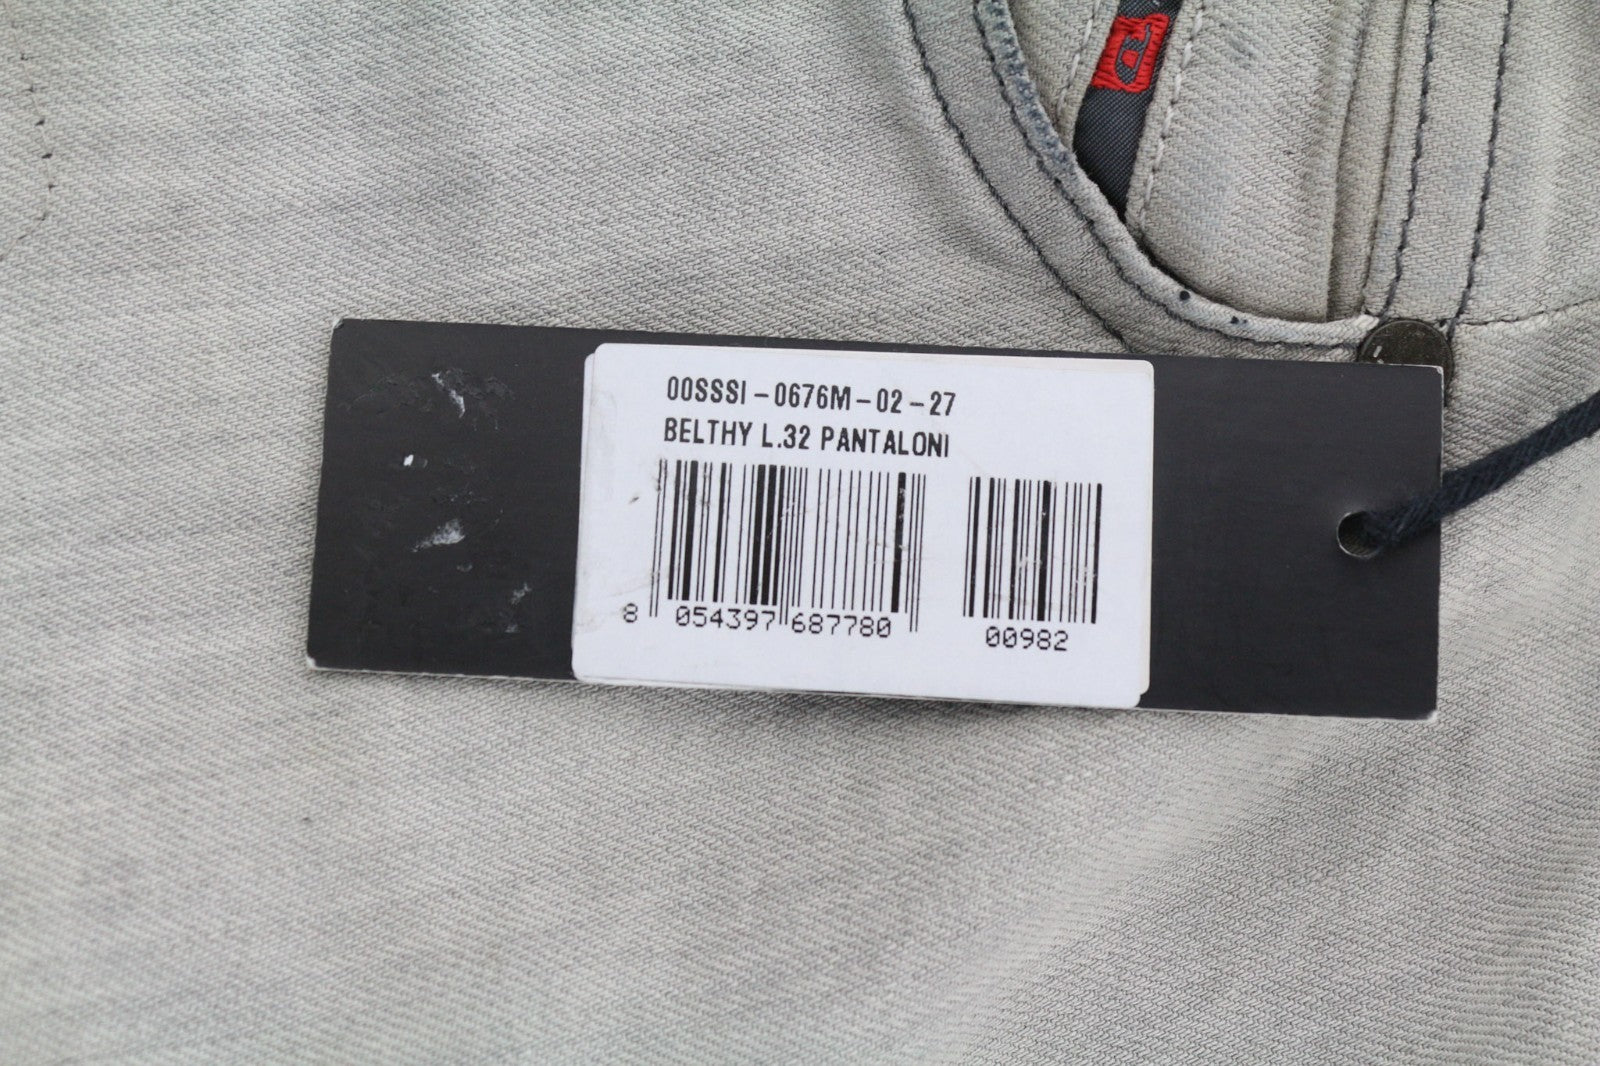 D
00SSSI-0676M-02-27
BELTHY L.32 PANTALONI
8 054397 687780 00982